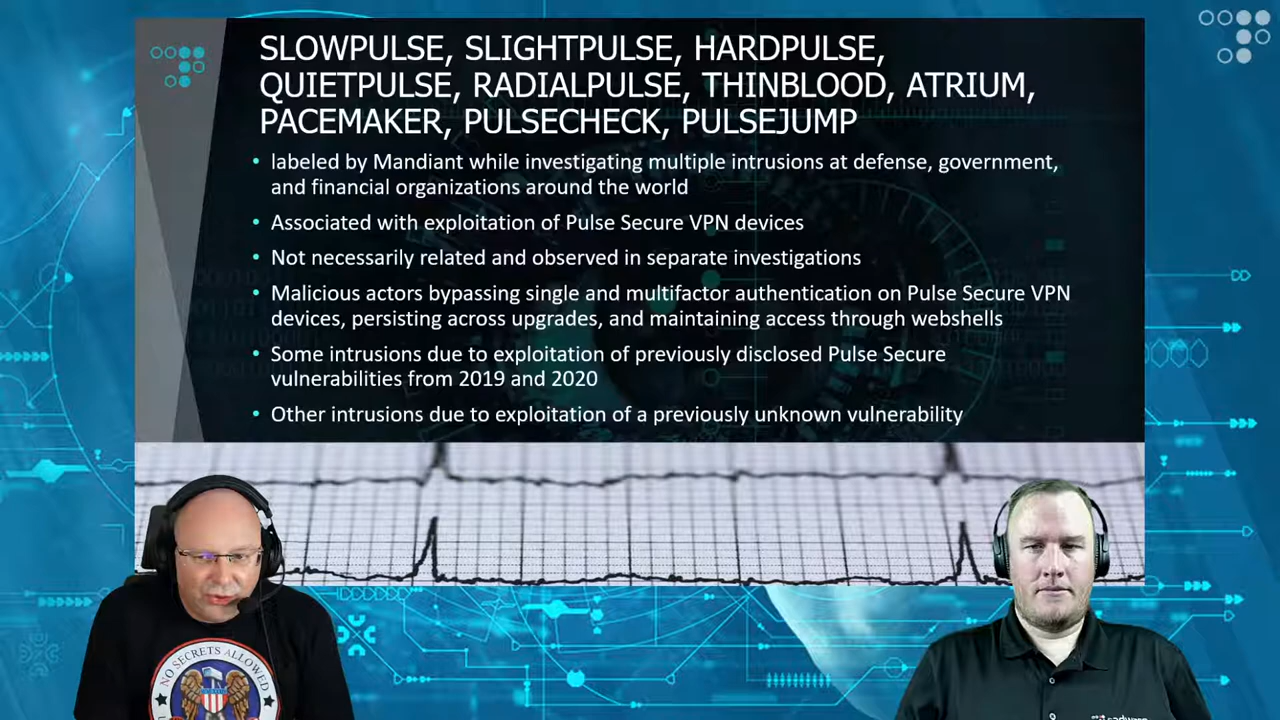 SLOWPULSE, SLIGHTPULSE, HARDPULSE,
QUIETPULSE, RADIALPULSE, THINBLOOD, ATRIUM,
PACEMAKER, PULSECHECK, PULSEJUMP
• labeled by Mandiant while investigating multiple intrusions at defense, government,
and financial organizations around the world
• Associated with exploitation of Pulse Secure VPN devices
• Not necessarily related and observed in separate investigations
• Malicious actors bypassing single and multifactor authentication on Pulse Secure VPN
devices, persisting across upgrades, and maintaining access through webshells
• Some intrusions due to exploitation of previously disclosed Pulse Secure
vulnerabilities from 2019 and 2020
• Other intrusions due to exploitation of a previously unknown vulnerability
NO SECRETS ALLOWED